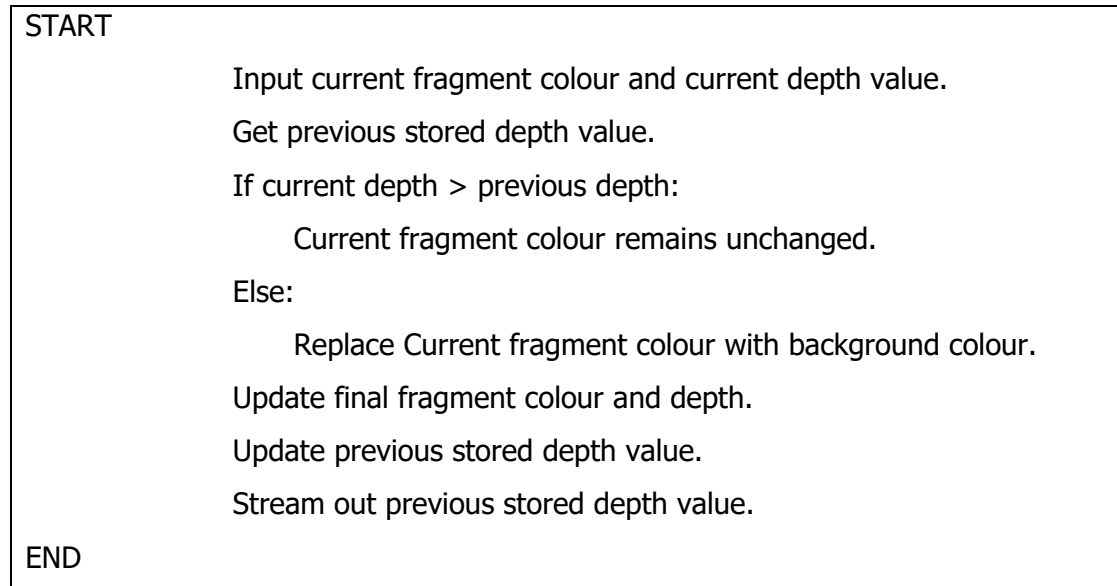 START
Input current fragment colour and current depth value.
Get previous stored depth value.
If current depth > previous depth:
Current fragment colour remains unchanged.
Else:
Replace Current fragment colour with background colour.
Update final fragment colour and depth.
Update previous stored depth value.
Stream out previous stored depth value.
END